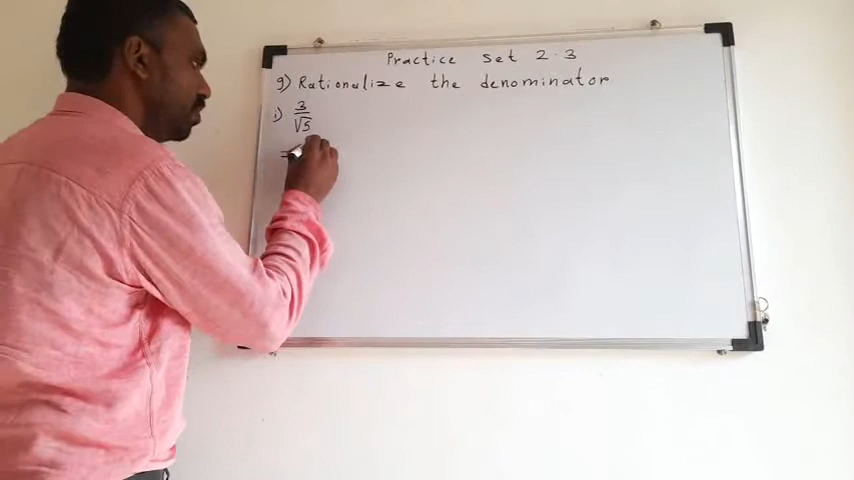 Practice set 2.3
9) Rationalize the denominator
i) 3/√5
=